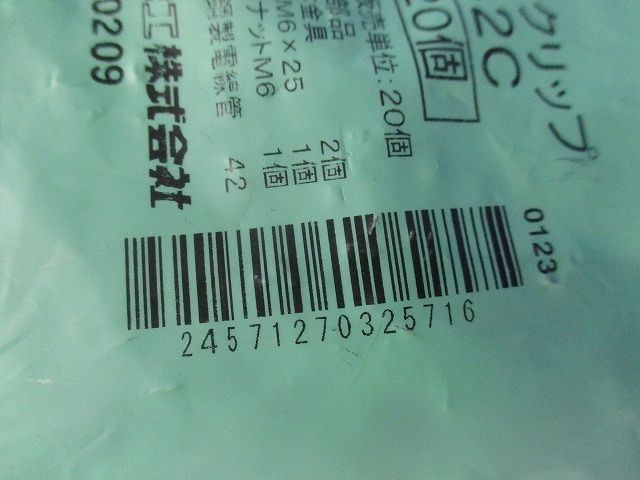 クリップ
2C
20個
販売単位:20個
部品
金具 2個
M6×25 1個
ナットM6 1個
製電線管 42
工株式会社
0209
0123
24571270325716